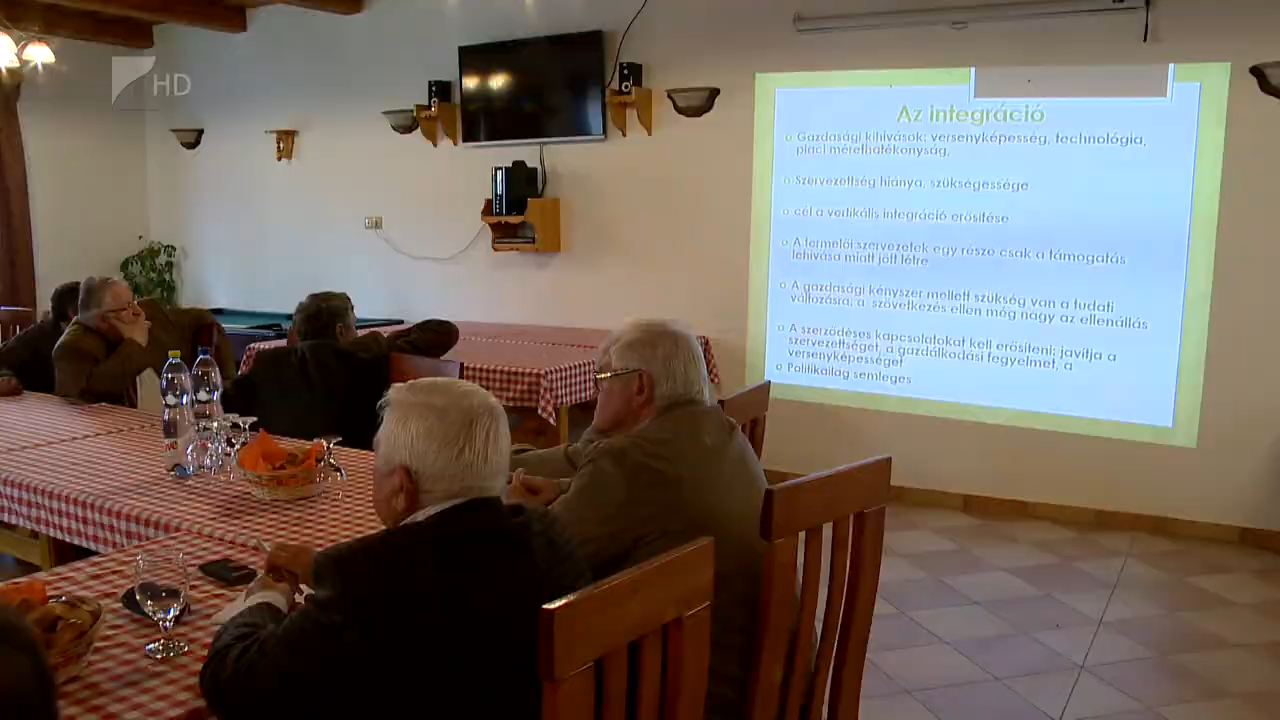 HD
Az integráció
Gazdasági kihívások: versenyképesség, technológia,
piaci mérethatékonyság,
Szervezettség hiánya, szükségessége
cél a vertikális integráció erősítése
A termelői szervezetek egy része csak a támogatás
lehívása miatt jött létre
A gazdasági kényszer mellett szükség van a tudati
változásra, a szövetkezés ellen még nagy az ellenállás
A szerződéses kapcsolatokat kell erősíteni: javítja a
szervezettséget, a gazdálkodási fegyelmet, a
versenyképességet
Politikailag semleges